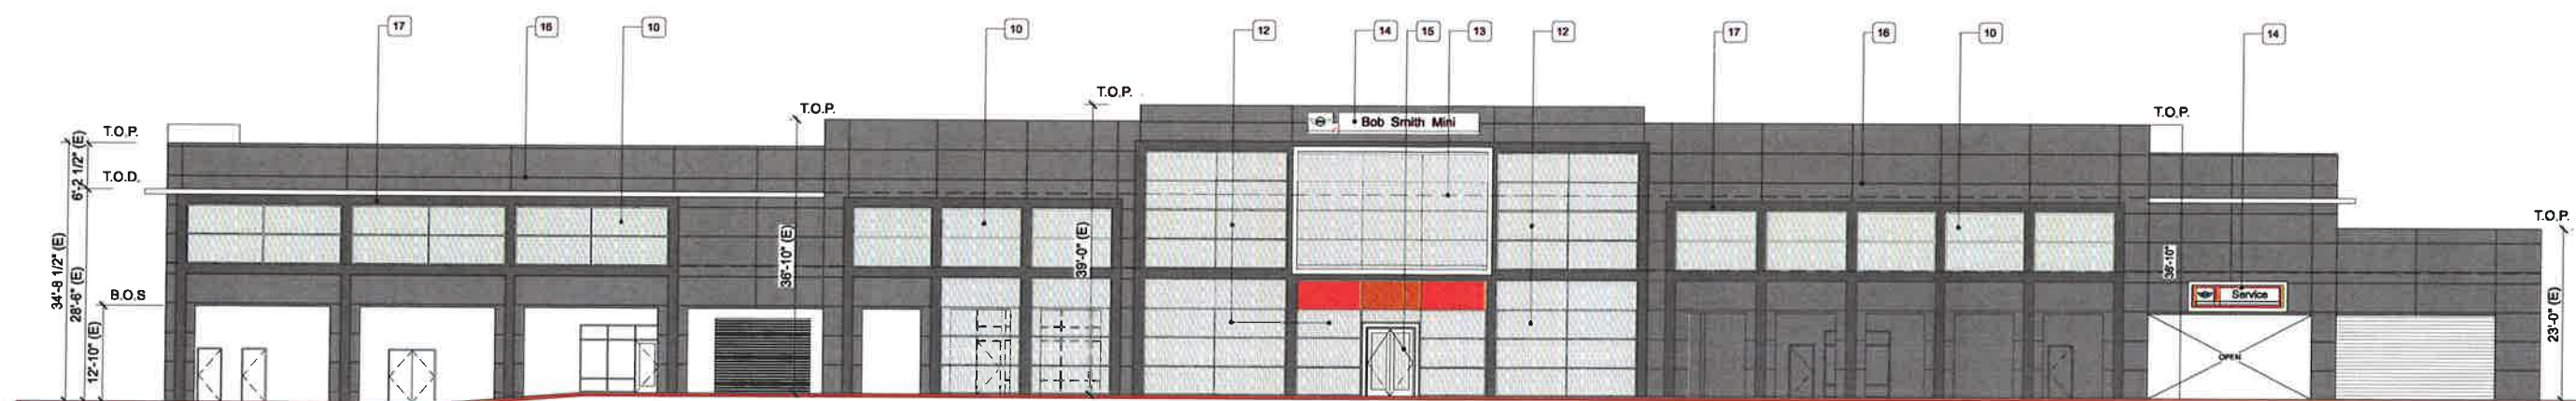 17
16
10
10
12
14
15
13
12
17
16
10
14
T.O.P.
T.O.P.
T.O.P.
T.O.P.
T.O.P.
Bob Smith Mini
T.O.D.
B.O.S
34'-8 1/2" (E)
28'-6" (E)
6'-2 1/2" (E)
12'-10" (E)
36'-10" (E)
39'-0" (E)
36'-10"
Service
OPEN
23'-0" (E)